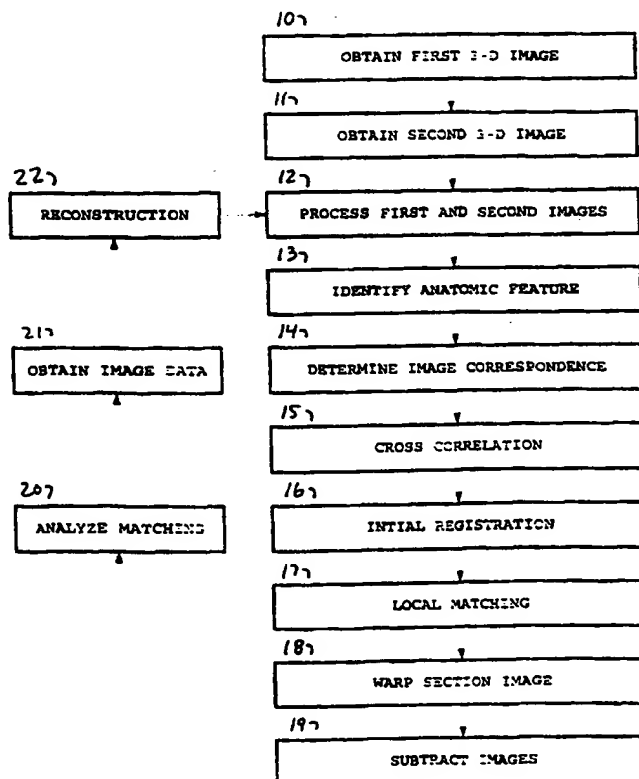 10
OBTAIN FIRST 3-D IMAGE
11
OBTAIN SECOND 3-D IMAGE
22
RECONSTRUCTION
12
PROCESS FIRST AND SECOND IMAGES
13
IDENTIFY ANATOMIC FEATURE
21
OBTAIN IMAGE DATA
14
DETERMINE IMAGE CORRESPONDENCE
15
CROSS CORRELATION
20
ANALYZE MATCHING
16
INTIAL REGISTRATION
17
LOCAL MATCHING
18
WARP SECTION IMAGE
19
SUBTRACT IMAGES